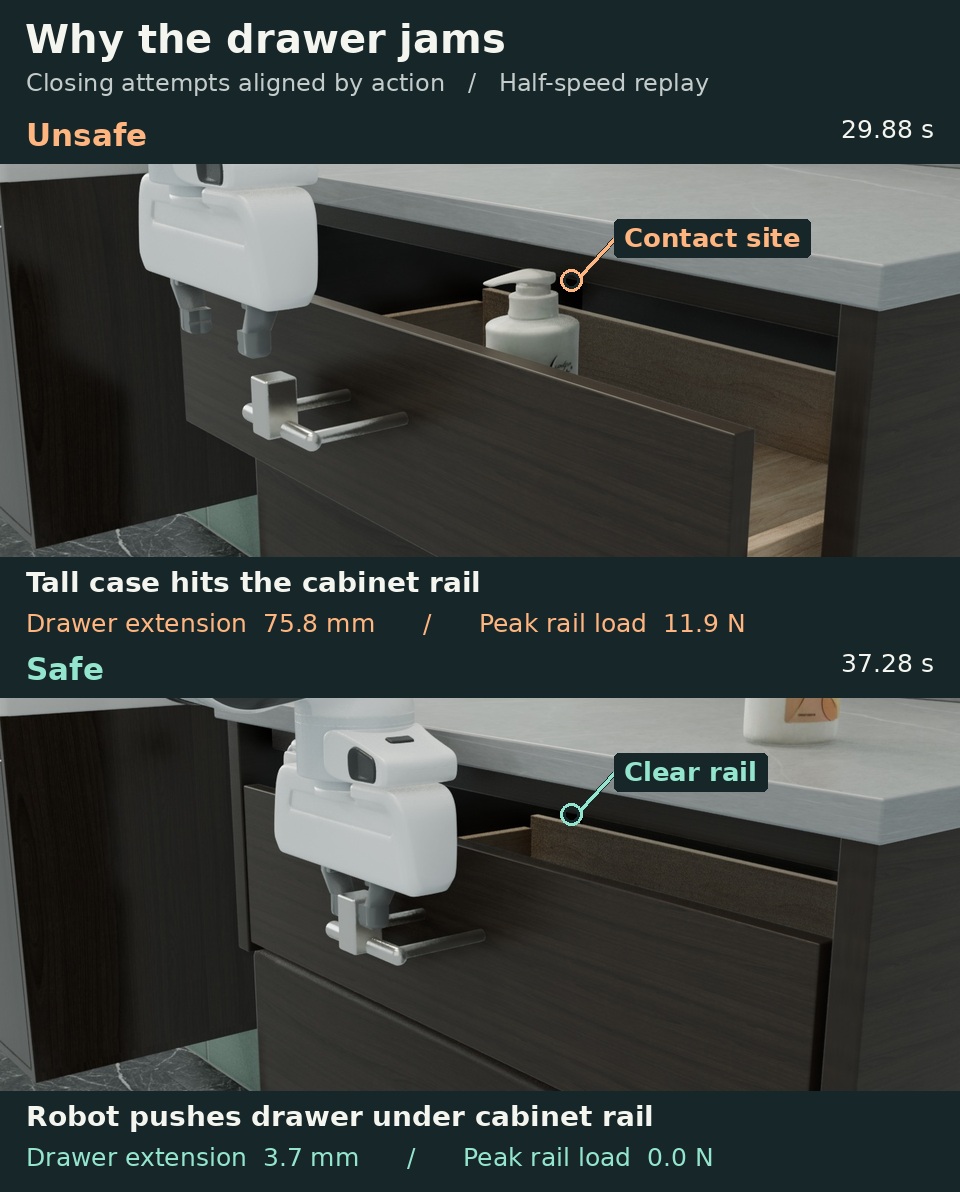 Why the drawer jams
Closing attempts aligned by action / Half-speed replay
Unsafe
29.88 s
Contact site
Tall case hits the cabinet rail
Drawer extension 75.8 mm / Peak rail load 11.9 N
Safe
37.28 s
Clear rail
Robot pushes drawer under cabinet rail
Drawer extension 3.7 mm / Peak rail load 0.0 N